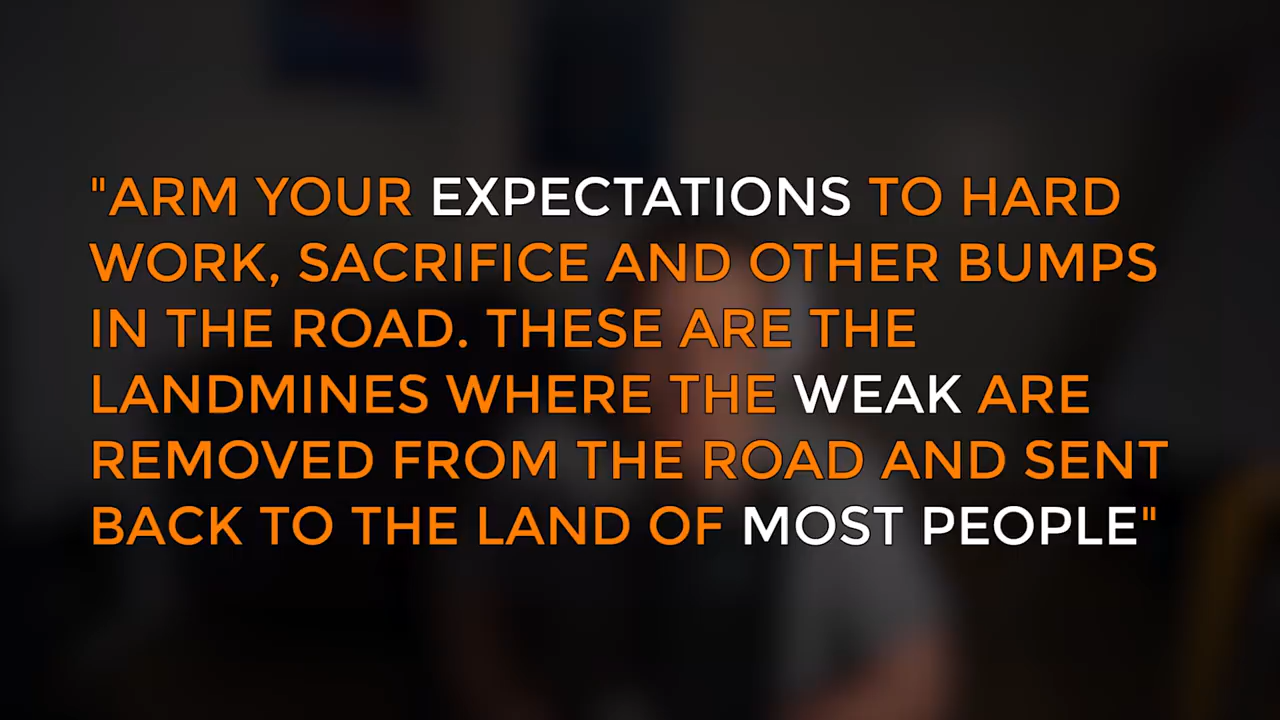 "ARM YOUR EXPECTATIONS TO HARD
WORK, SACRIFICE AND OTHER BUMPS
IN THE ROAD. THESE ARE THE
LANDMINES WHERE THE WEAK ARE
REMOVED FROM THE ROAD AND SENT
BACK TO THE LAND OF MOST PEOPLE"